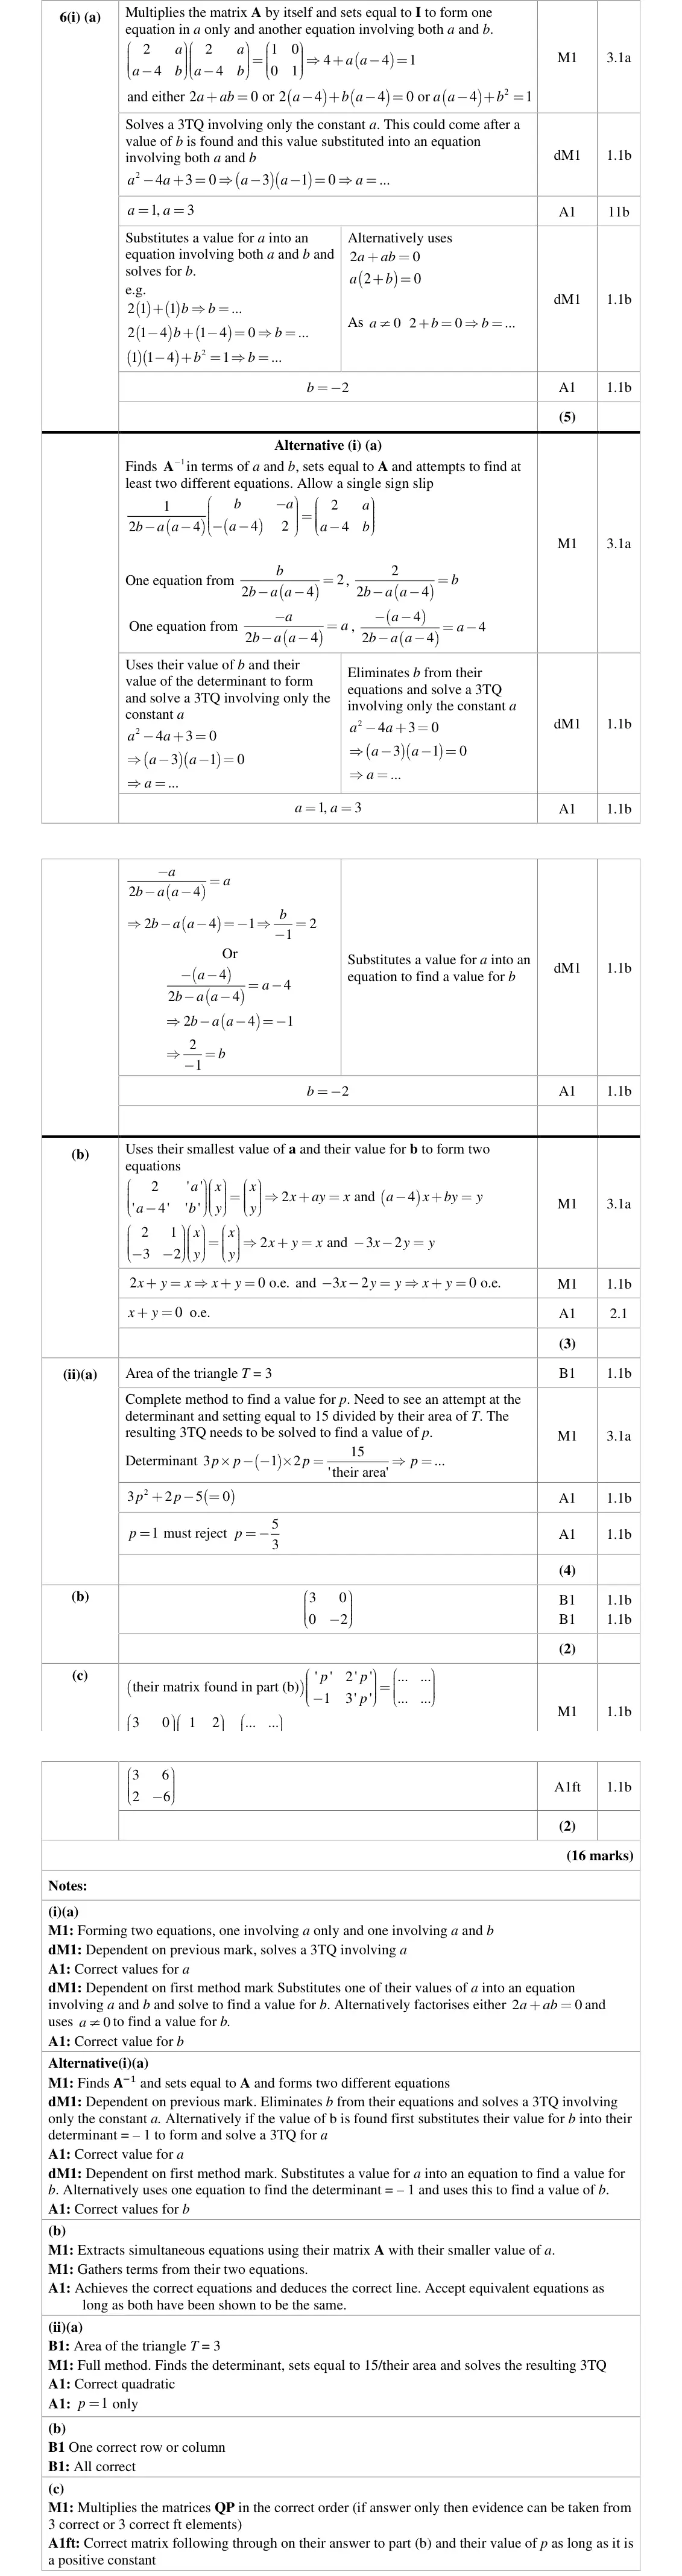 6(i) (a)
Multiplies the matrix A by itself and sets equal to I to form one
equation in a only and another equation involving both a and b.
(2 a; a−4 b)(2 a; a−4 b)=(1 0; 0 1)⇒4+a(a−4)=1
and either 2a+ab=0 or 2(a−4)+b(a−4)=0 or a(a−4)+b²=1
M1 3.1a
Solves a 3TQ involving only the constant a. This could come after a
value of b is found and this value substituted into an equation
involving both a and b
a²−4a+3=0⇒(a−3)(a−1)=0⇒a=...
dM1 1.1b
a=1, a=3
A1 11b
Substitutes a value for a into an
equation involving both a and b and
solves for b.
e.g.
2(1)+(1)b⇒b=...
2(1−4)b+(1−4)=0⇒b=...
(1)(1−4)+b²=1⇒b=...
Alternatively uses
2a+ab=0
a(2+b)=0
As a≠0 2+b=0⇒b=...
dM1 1.1b
b=−2
A1 1.1b
(5)
Alternative (i) (a)
Finds A⁻¹in terms of a and b, sets equal to A and attempts to find at
least two different equations. Allow a single sign slip
1/(2b−a(a−4)) (b −a; −(a−4) 2)=(2 a; a−4 b)
One equation from b/(2b−a(a−4))=2, 2/(2b−a(a−4))=b
One equation from −a/(2b−a(a−4))=a, −(a−4)/(2b−a(a−4))=a−4
M1 3.1a
Uses their value of b and their
value of the determinant to form
and solve a 3TQ involving only the
constant a
a²−4a+3=0
⇒(a−3)(a−1)=0
⇒a=...
Eliminates b from their
equations and solve a 3TQ
involving only the constant a
a²−4a+3=0
⇒(a−3)(a−1)=0
⇒a=...
dM1 1.1b
a=1, a=3
A1 1.1b
−a/(2b−a(a−4))=a
⇒2b−a(a−4)=−1⇒b/−1=2
Or
−(a−4)/(2b−a(a−4))=a−4
⇒2b−a(a−4)=−1
⇒2/−1=b
Substitutes a value for a into an
equation to find a value for b
dM1 1.1b
b=−2
A1 1.1b
(b)
Uses their smallest value of a and their value for b to form two
equations
(2 'a'; 'a−4' 'b')(x; y)=(x; y)⇒2x+ay=x and (a−4)x+by=y
(2 1; −3 −2)(x; y)=(x; y)⇒2x+y=x and −3x−2y=y
M1 3.1a
2x+y=x⇒x+y=0 o.e. and −3x−2y=y⇒x+y=0 o.e.
M1 1.1b
x+y=0 o.e.
A1 2.1
(3)
(ii)(a)
Area of the triangle T = 3
B1 1.1b
Complete method to find a value for p. Need to see an attempt at the
determinant and setting equal to 15 divided by their area of T. The
resulting 3TQ needs to be solved to find a value of p.
Determinant 3p×p−(−1)×2p=15/'their area'⇒p=...
M1 3.1a
3p²+2p−5(=0)
A1 1.1b
p=1 must reject p=−5/3
A1 1.1b
(4)
(b)
(3 0; 0 −2)
B1 1.1b
B1 1.1b
(2)
(c)
(their matrix found in part (b))('p' 2'p'; −1 3'p')=(... ...; ... ...)
(3 0)(1 2) (... ...)
M1 1.1b
(3 6; 2 −6)
A1ft 1.1b
(2)
(16 marks)
Notes:
(i)(a)
M1: Forming two equations, one involving a only and one involving a and b
dM1: Dependent on previous mark, solves a 3TQ involving a
A1: Correct values for a
dM1: Dependent on first method mark Substitutes one of their values of a into an equation
involving a and b and solve to find a value for b. Alternatively factorises either 2a+ab=0 and
uses a≠0 to find a value for b.
A1: Correct value for b
Alternative(i)(a)
M1: Finds A⁻¹ and sets equal to A and forms two different equations
dM1: Dependent on previous mark. Eliminates b from their equations and solves a 3TQ involving
only the constant a. Alternatively if the value of b is found first substitutes their value for b into their
determinant = – 1 to form and solve a 3TQ for a
A1: Correct value for a
dM1: Dependent on first method mark. Substitutes a value for a into an equation to find a value for
b. Alternatively uses one equation to find the determinant = – 1 and uses this to find a value of b.
A1: Correct values for b
(b)
M1: Extracts simultaneous equations using their matrix A with their smaller value of a.
M1: Gathers terms from their two equations.
A1: Achieves the correct equations and deduces the correct line. Accept equivalent equations as
long as both have been shown to be the same.
(ii)(a)
B1: Area of the triangle T = 3
M1: Full method. Finds the determinant, sets equal to 15/their area and solves the resulting 3TQ
A1: Correct quadratic
A1: p=1 only
(b)
B1 One correct row or column
B1: All correct
(c)
M1: Multiplies the matrices QP in the correct order (if answer only then evidence can be taken from
3 correct or 3 correct ft elements)
A1ft: Correct matrix following through on their answer to part (b) and their value of p as long as it is
a positive constant